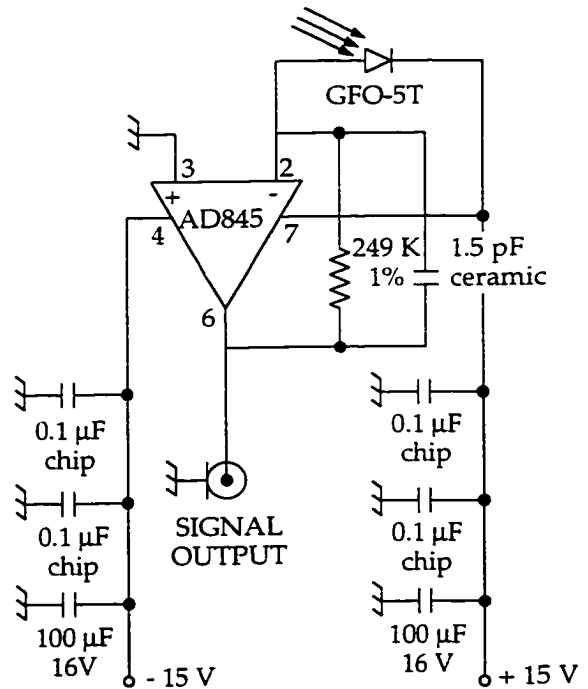 GFO-5T
3
2
+
-
AD845
4
7
249 K
1%
1.5 pF
ceramic
6
0.1 μF
chip
0.1 μF
chip
0.1 μF
chip
0.1 μF
chip
SIGNAL
OUTPUT
100 μF
16V
100 μF
16 V
- 15 V
+ 15 V